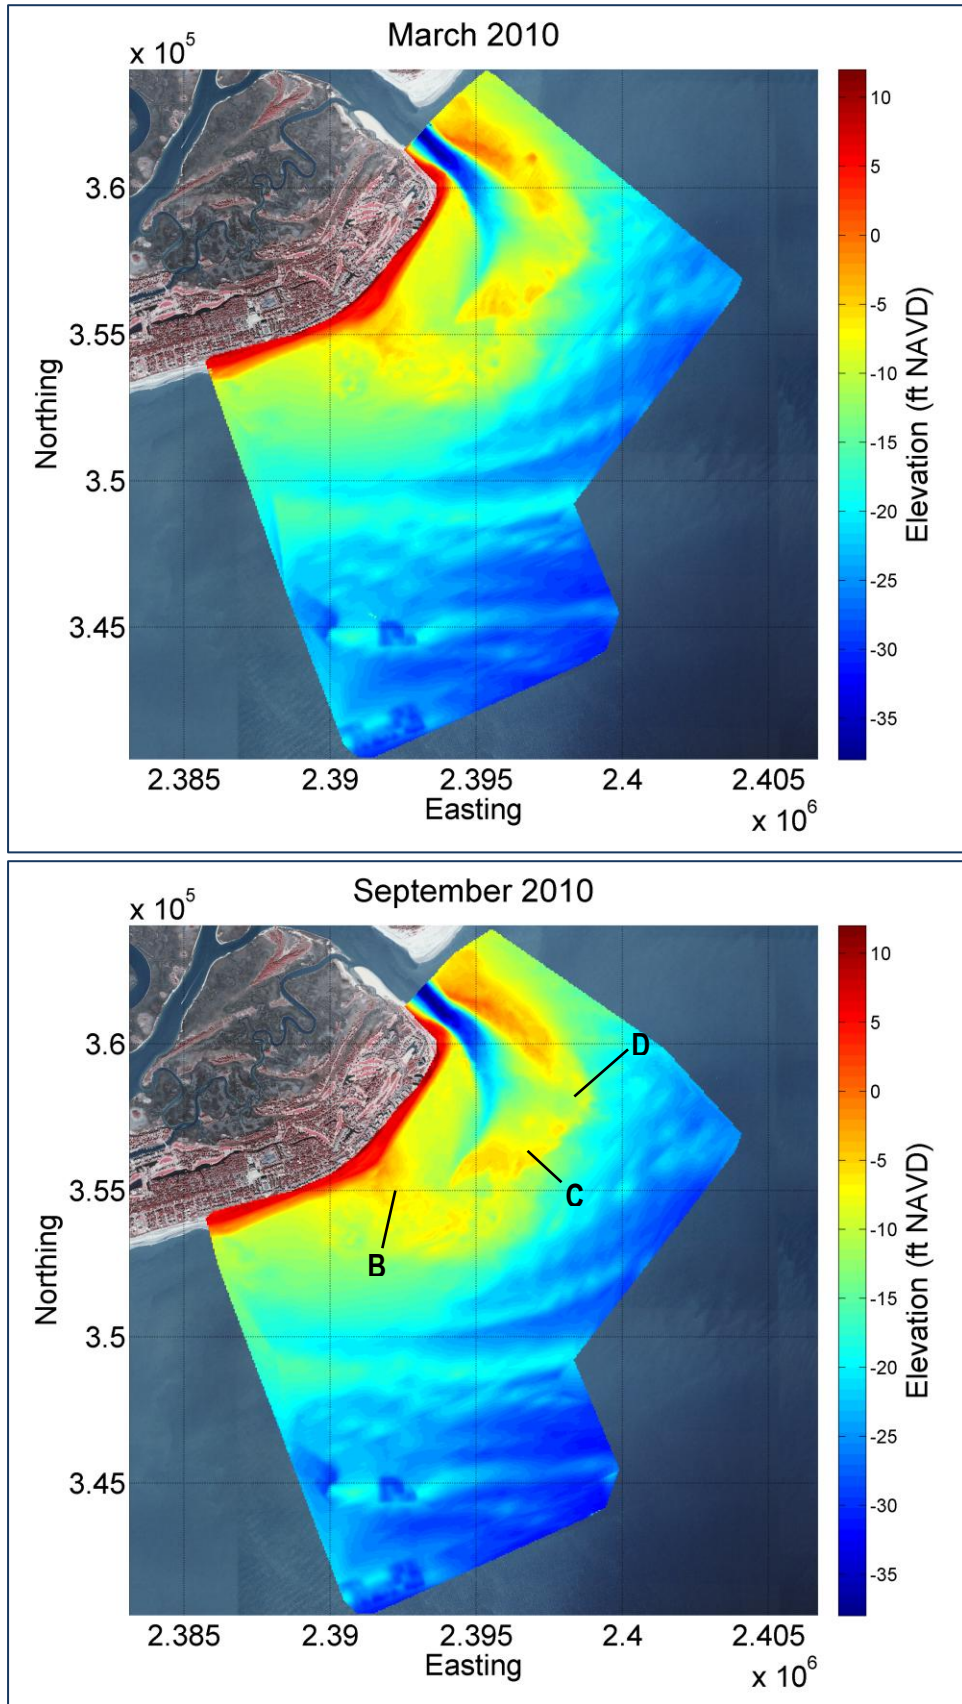 March 2010
x 10^5
3.6
3.55
3.5
3.45
Northing
2.385 2.39 2.395 2.4 2.405
Easting
x 10^6
10
5
0
-5
-10
-15
-20
-25
-30
-35
Elevation (ft NAVD)
September 2010
x 10^5
3.6
3.55
3.5
3.45
Northing
D
C
B
2.385 2.39 2.395 2.4 2.405
Easting
x 10^6
10
5
0
-5
-10
-15
-20
-25
-30
-35
Elevation (ft NAVD)